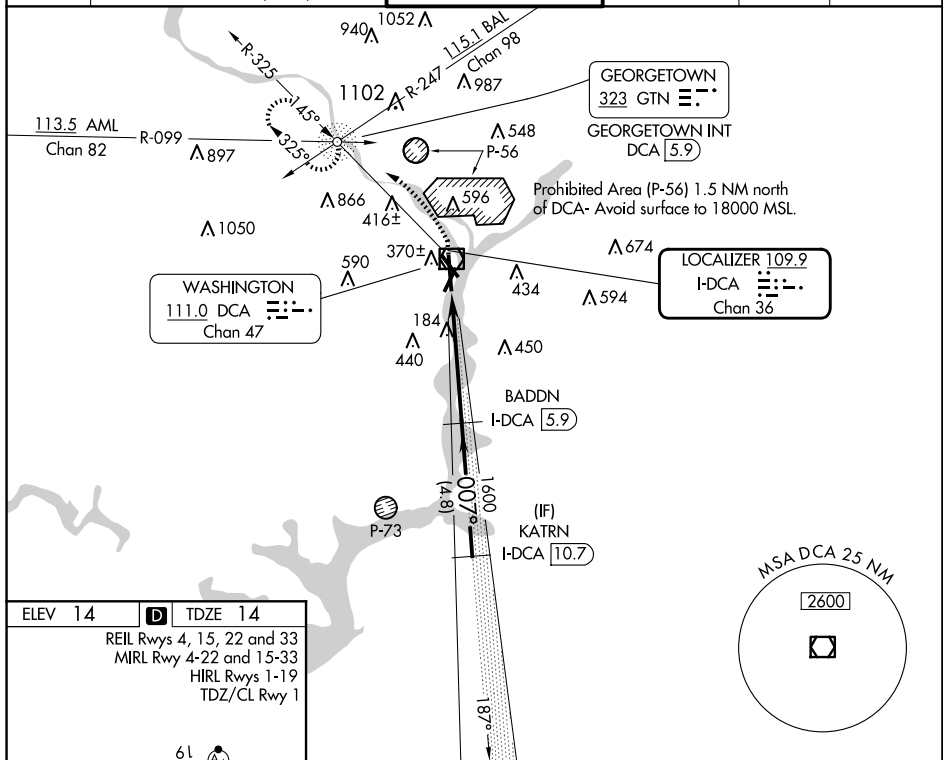 940
1052
115.1 BAL
Chan 98
R-325
R-247
987
1102
GEORGETOWN
323 GTN
145°
113.5 AML
R-099
Chan 82
325°
897
548
P-56
GEORGETOWN INT
DCA 5.9
866
416±
596
Prohibited Area (P-56) 1.5 NM north
of DCA- Avoid surface to 18000 MSL.
1050
370±
674
590
434
LOCALIZER 109.9
I-DCA
Chan 36
594
WASHINGTON
111.0 DCA
Chan 47
184
440
450
BADDN
I-DCA 5.9
007°
1600
(4.8)
P-73
(IF)
KATRN
I-DCA 10.7
MSA DCA 25 NM
2600
187°
ELEV 14
D
TDZE 14
REIL Rwys 4, 15, 22 and 33
MIRL Rwy 4-22 and 15-33
HIRL Rwys 1-19
TDZ/CL Rwy 1
19